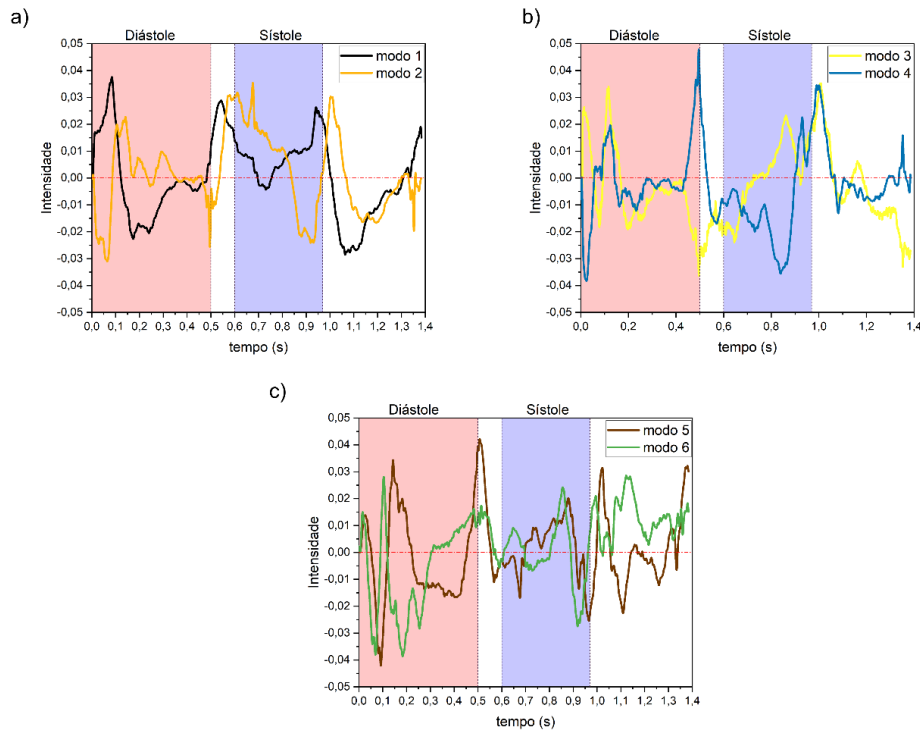 a)
Diástole Sístole
modo 1
modo 2
0,05
0,04
0,03
0,02
0,01
0,00
-0,01
-0,02
-0,03
-0,04
-0,05
Intensidade
0,0 0,1 0,2 0,3 0,4 0,5 0,6 0,7 0,8 0,9 1,0 1,1 1,2 1,3 1,4
tempo (s)
b)
Diástole Sístole
modo 3
modo 4
0,05
0,04
0,03
0,02
0,01
0,00
-0,01
-0,02
-0,03
-0,04
-0,05
Intensidade
0,0 0,2 0,4 0,6 0,8 1,0 1,2 1,4
tempo (s)
c)
Diástole Sístole
modo 5
modo 6
0,05
0,04
0,03
0,02
0,01
0,00
-0,01
-0,02
-0,03
-0,04
-0,05
Intensidade
0,0 0,1 0,2 0,3 0,4 0,5 0,6 0,7 0,8 0,9 1,0 1,1 1,2 1,3 1,4
tempo (s)